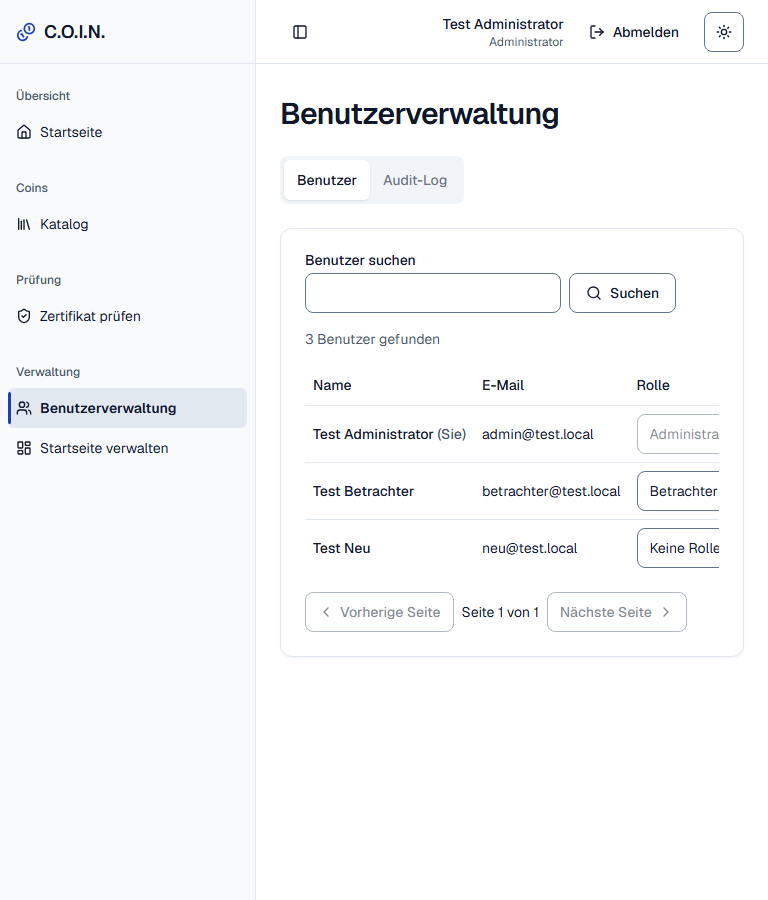 C.O.I.N.
Test Administrator
Administrator
Abmelden
Übersicht
Startseite
Coins
Katalog
Prüfung
Zertifikat prüfen
Verwaltung
Benutzerverwaltung
Startseite verwalten
Benutzerverwaltung
Benutzer Audit-Log
Benutzer suchen
Suchen
3 Benutzer gefunden
Name E-Mail Rolle
Test Administrator (Sie) admin@test.local Administra
Test Betrachter betrachter@test.local Betrachter
Test Neu neu@test.local Keine Rolle
Vorherige Seite Seite 1 von 1 Nächste Seite